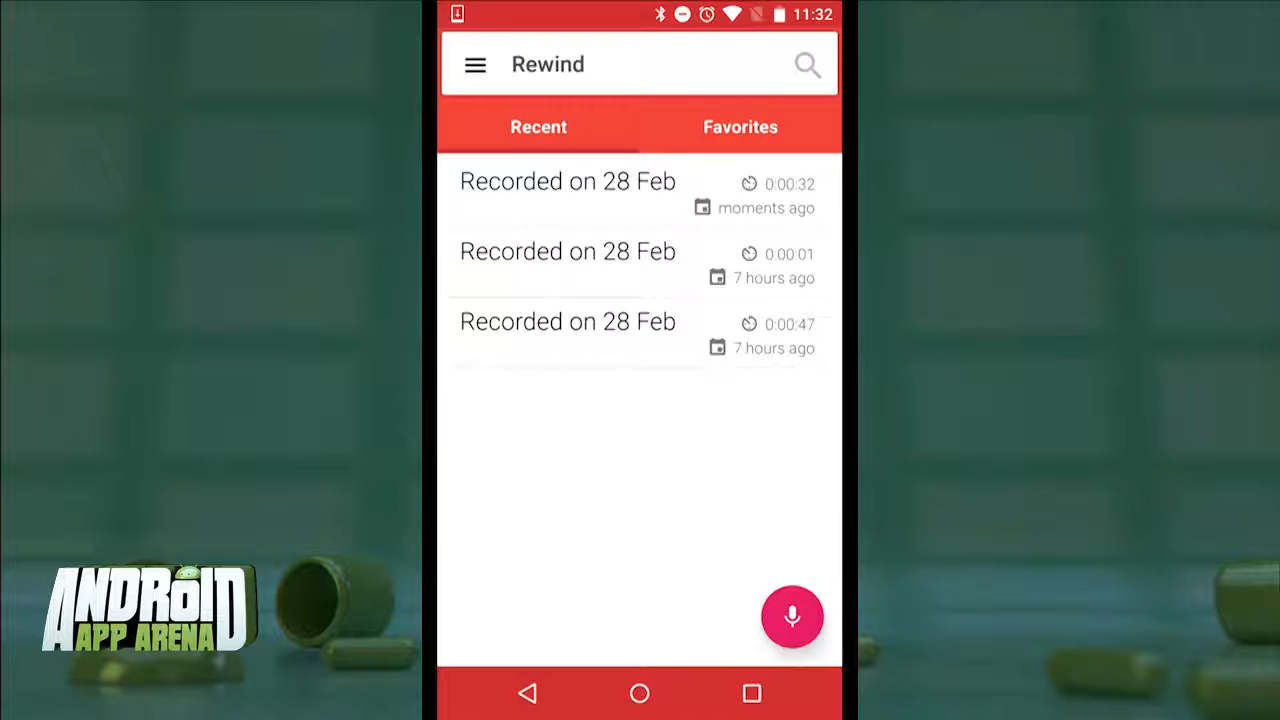 11:32
Rewind
Recent
Favorites
Recorded on 28 Feb
0:00:32
moments ago
Recorded on 28 Feb
0:00:01
7 hours ago
Recorded on 28 Feb
0:00:47
7 hours ago
ANDROID
APP ARENA